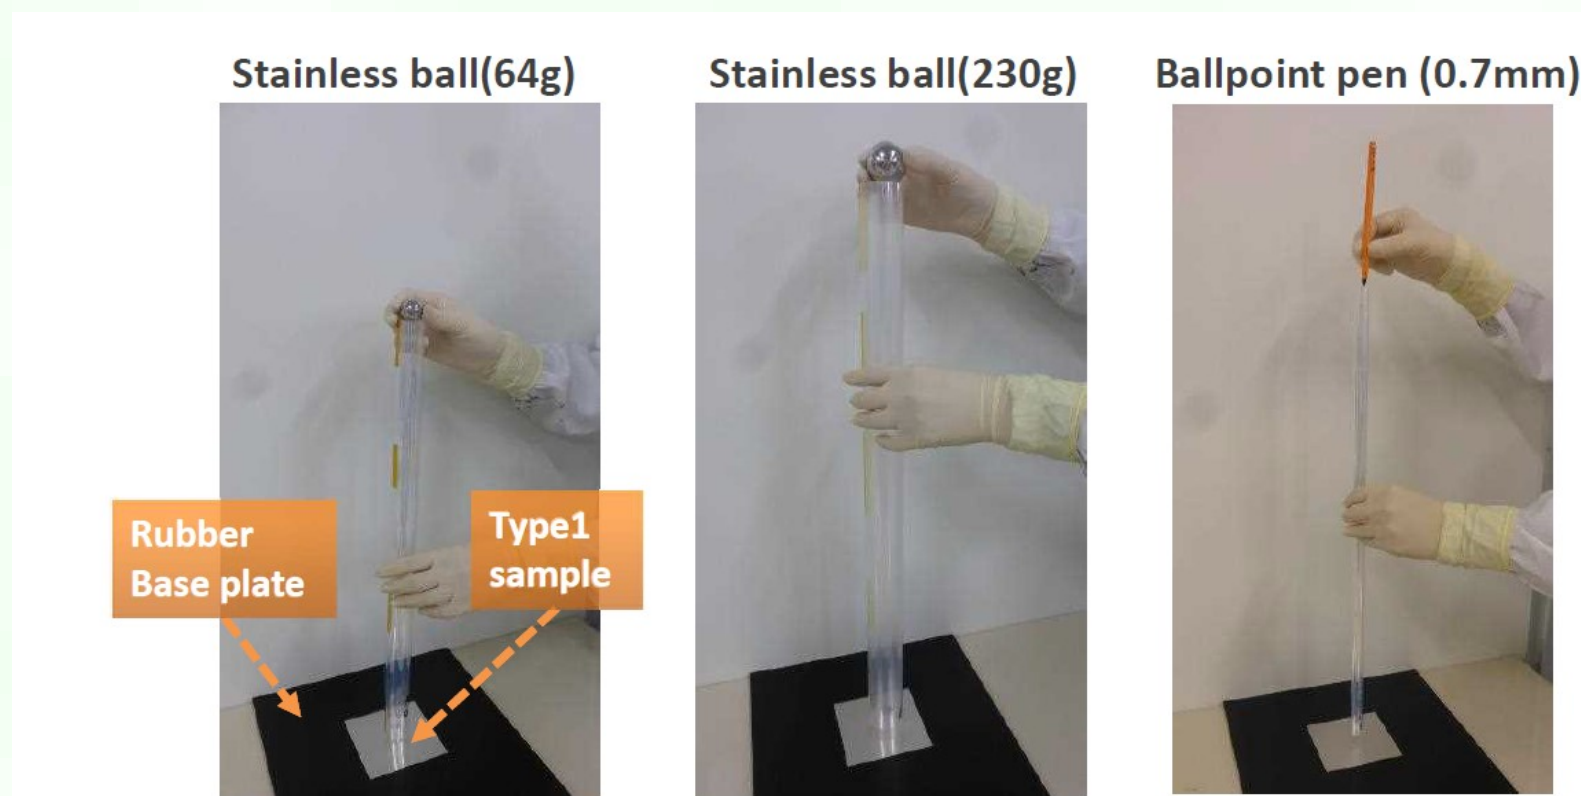 Stainless ball(64g)
Stainless ball(230g)
Ballpoint pen (0.7mm)
Rubber
Base plate
Type1
sample